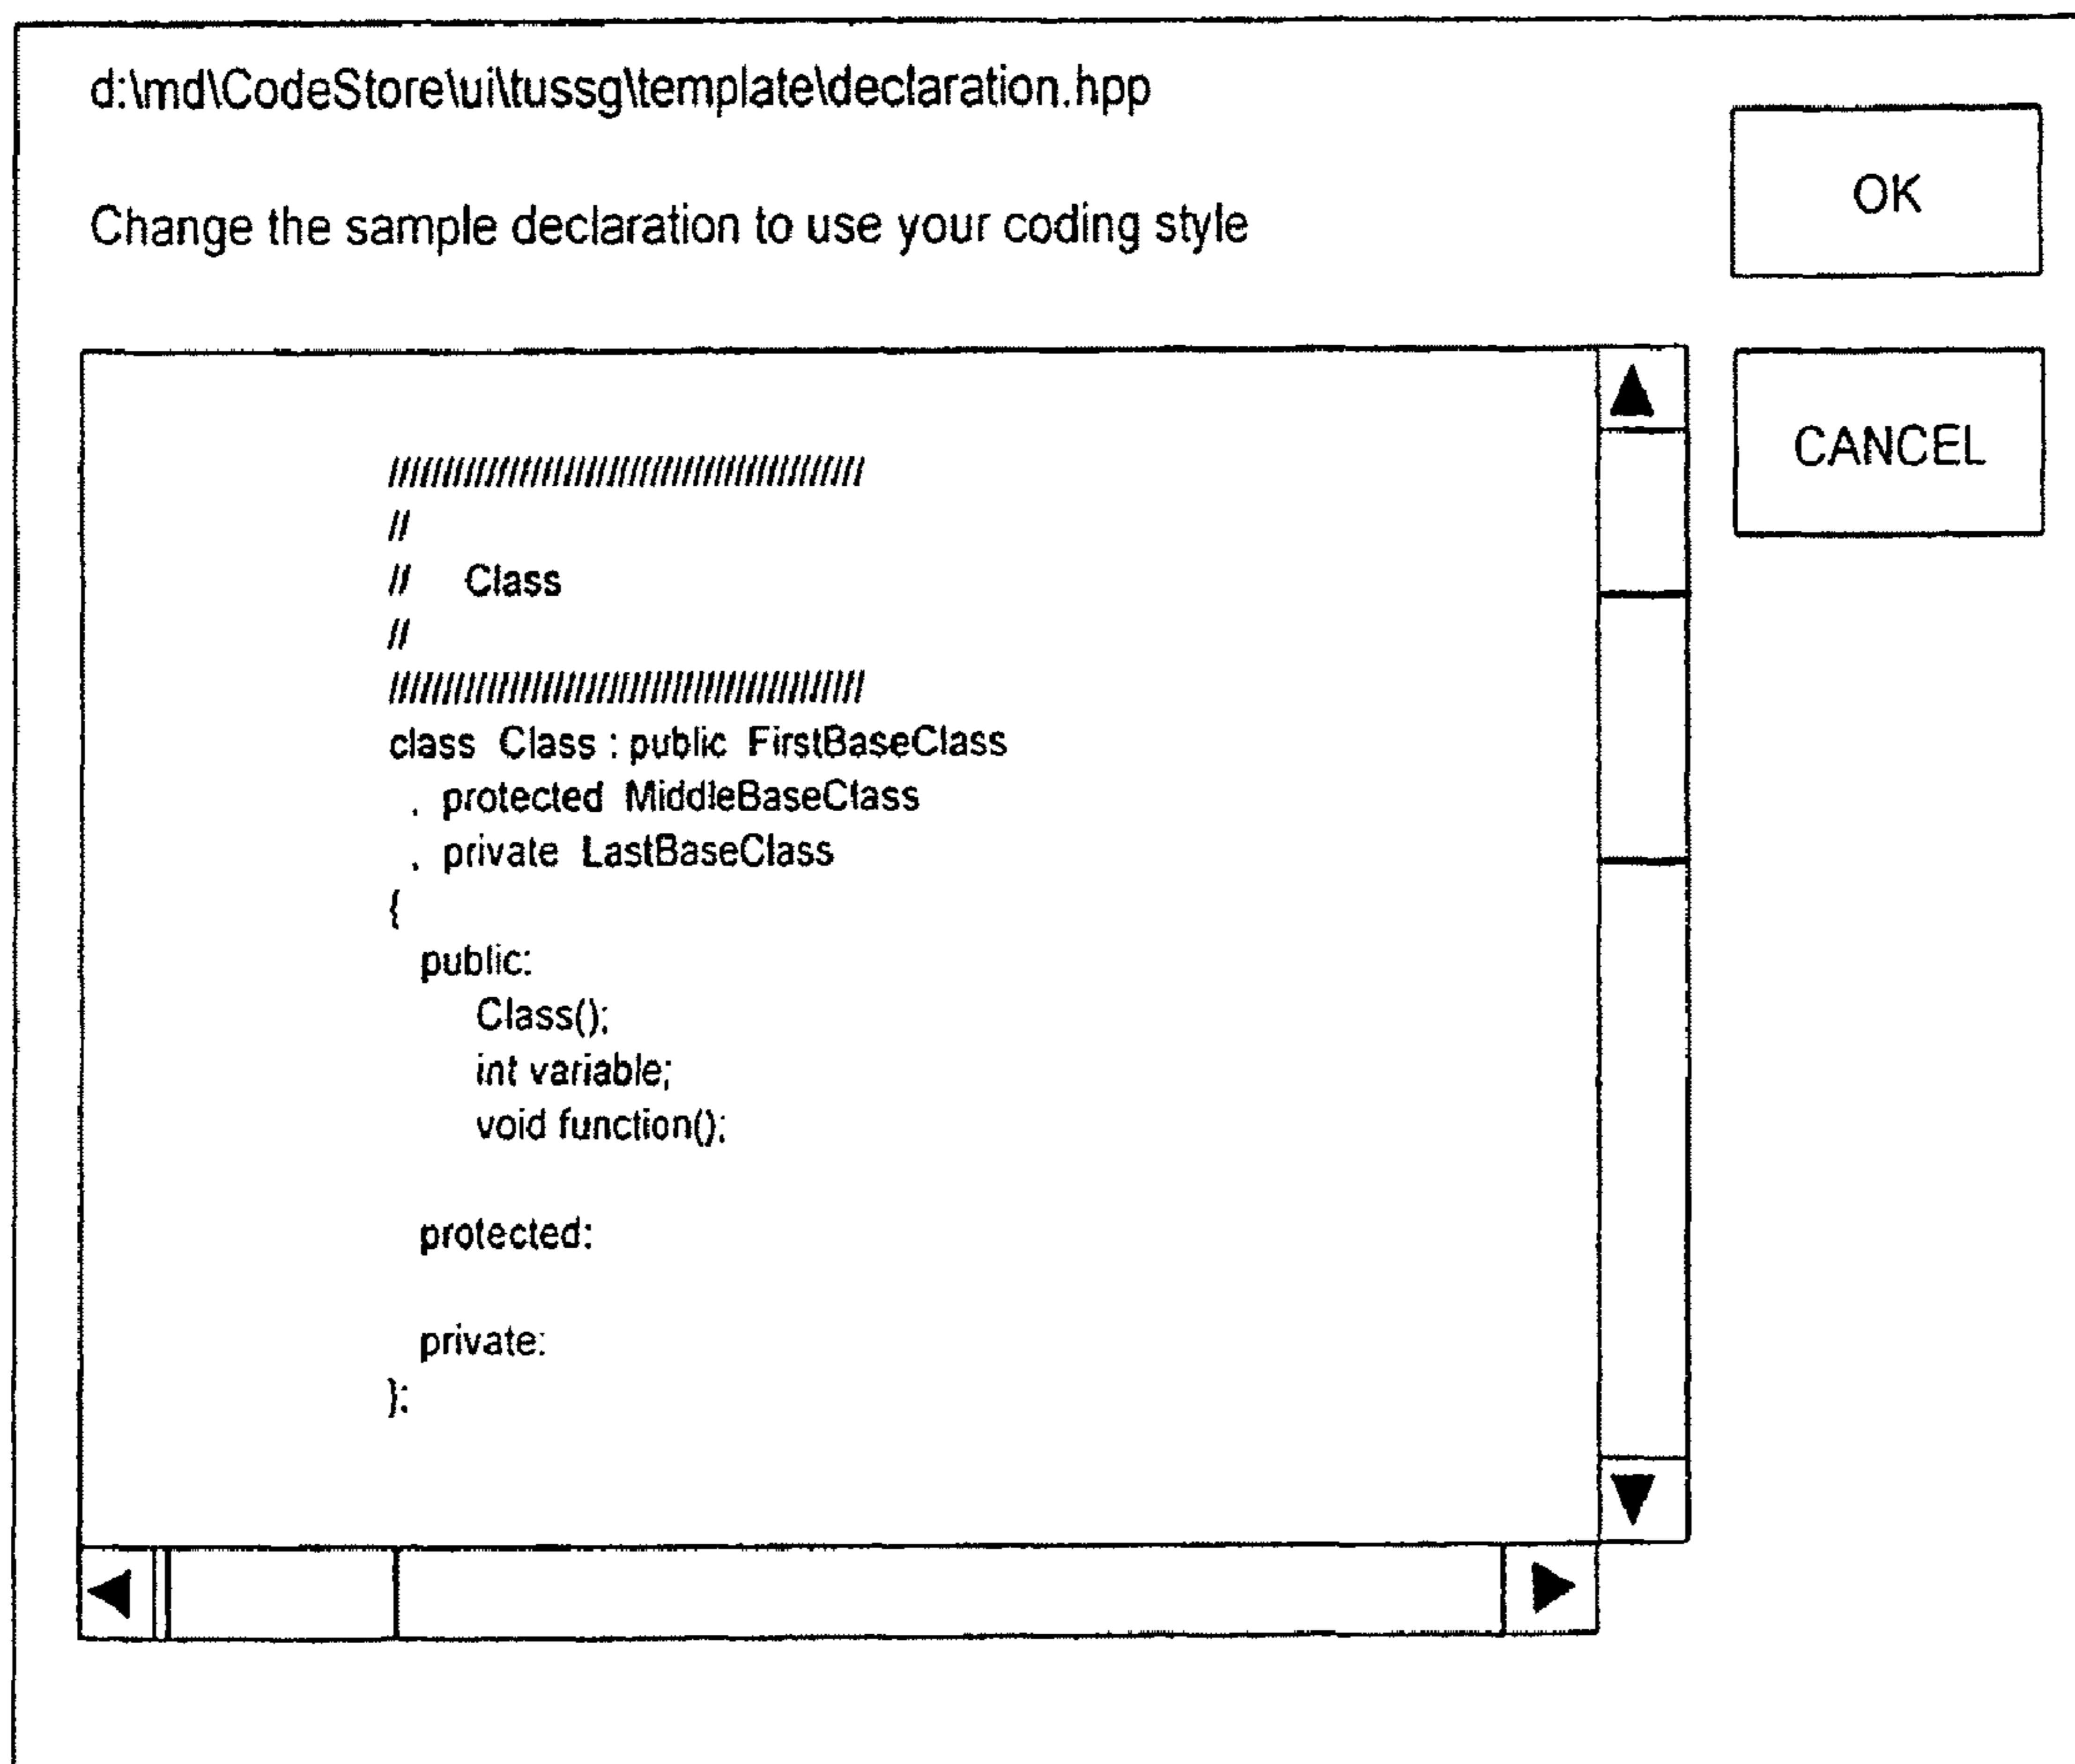 d:\md\CodeStore\ui\tussg\template\declaration.hpp
OK
Change the sample declaration to use your coding style
CANCEL
/////////////////////////////////////////////
//
// Class
//
/////////////////////////////////////////////
class Class : public FirstBaseClass
, protected MiddleBaseClass
, private LastBaseClass
{
public:
Class();
int variable;
void function();
protected:
private:
};